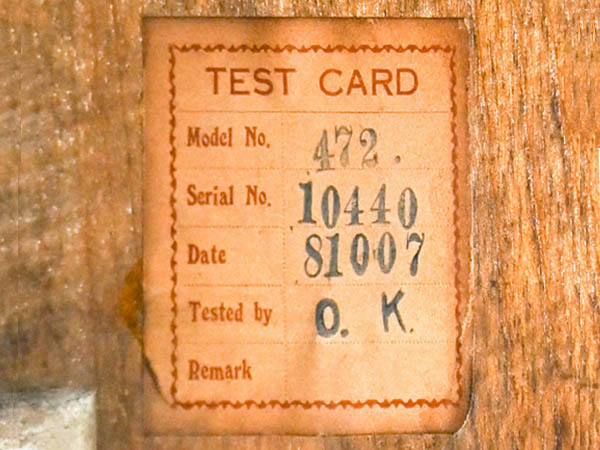 TEST CARD
Model No. 472.
Serial No. 10440
Date 81007
Tested by O. K.
Remark